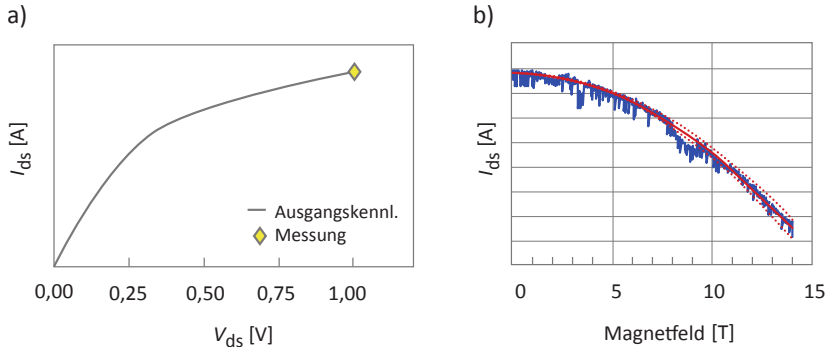 a)
I_ds [A]
Ausgangskennl.
Messung
0,00 0,25 0,50 0,75 1,00
V_ds [V]
b)
I_ds [A]
0 5 10 15
Magnetfeld [T]